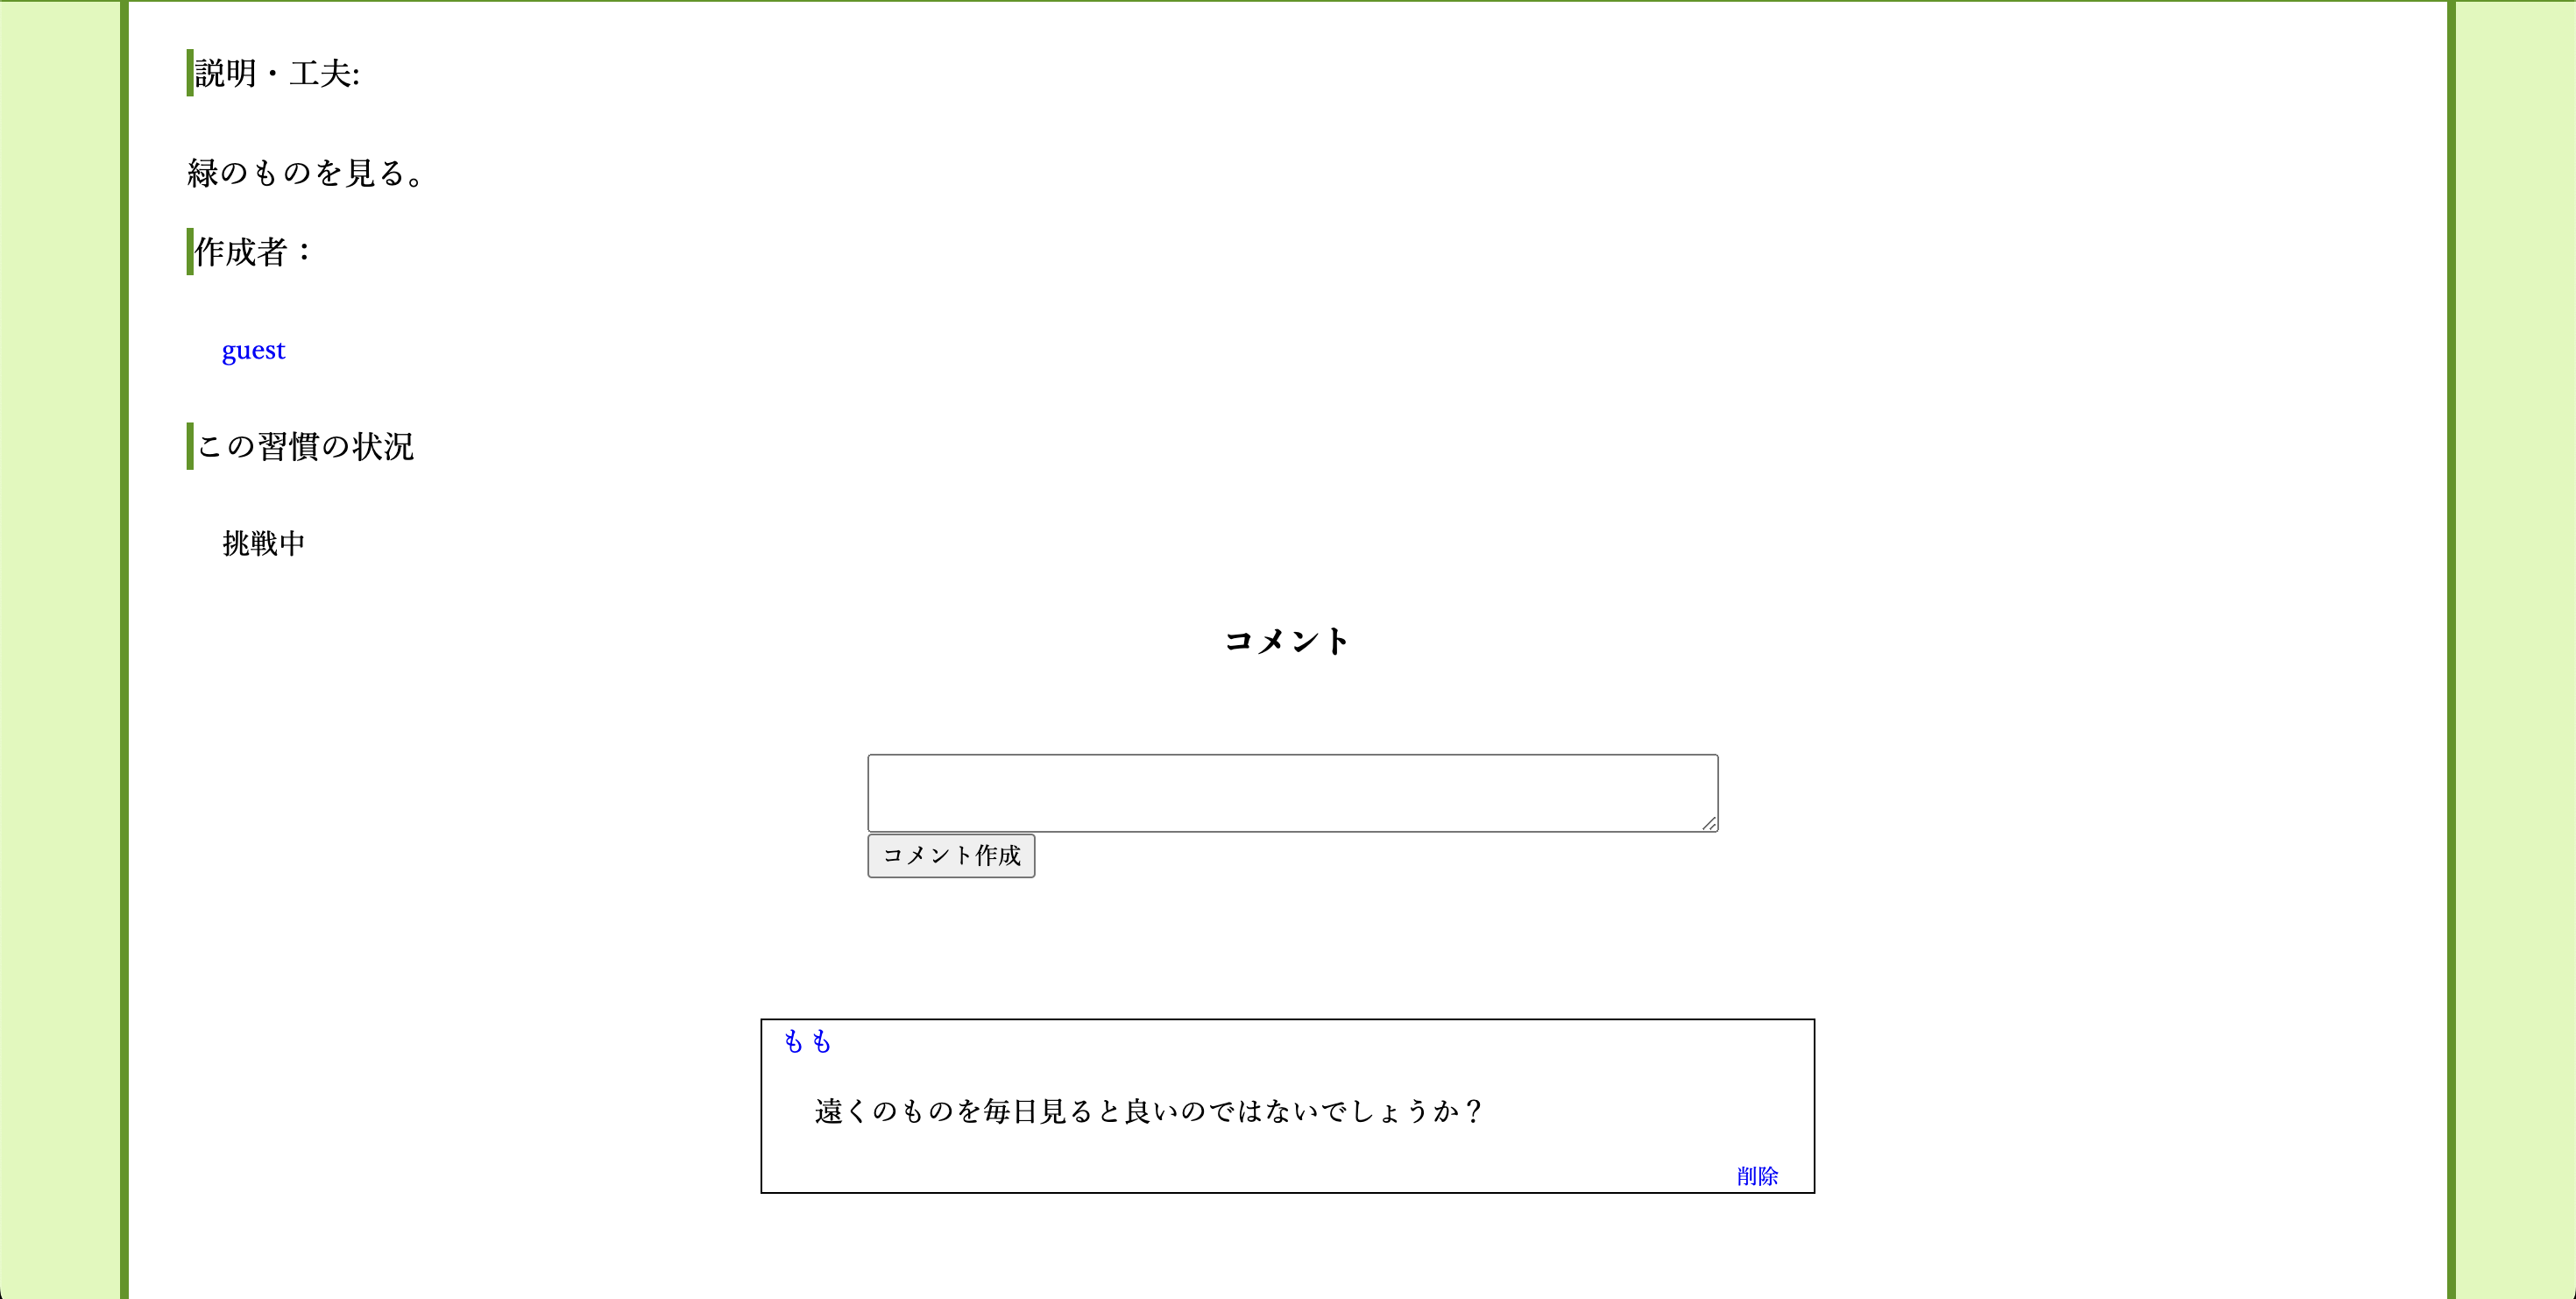 説明・工夫:
緑のものを見る。
作成者：
guest
この習慣の状況
挑戦中
コメント
コメント作成
もも
遠くのものを毎日見ると良いのではないでしょうか？
削除